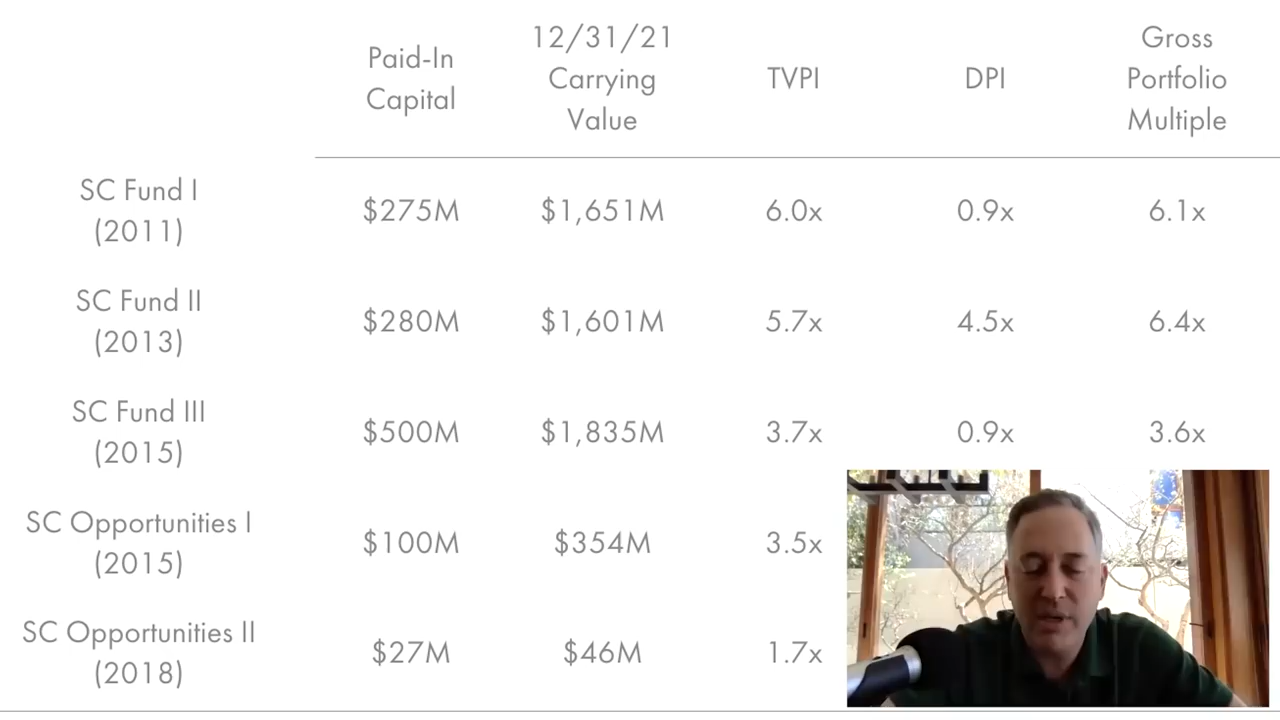 Paid-In
Capital
12/31/21
Carrying
Value
TVPI
DPI
Gross
Portfolio
Multiple
SC Fund I
(2011)
$275M
$1,651M
6.0x
0.9x
6.1x
SC Fund II
(2013)
$280M
$1,601M
5.7x
4.5x
6.4x
SC Fund III
(2015)
$500M
$1,835M
3.7x
0.9x
3.6x
SC Opportunities I
(2015)
$100M
$354M
3.5x
SC Opportunities II
(2018)
$27M
$46M
1.7x